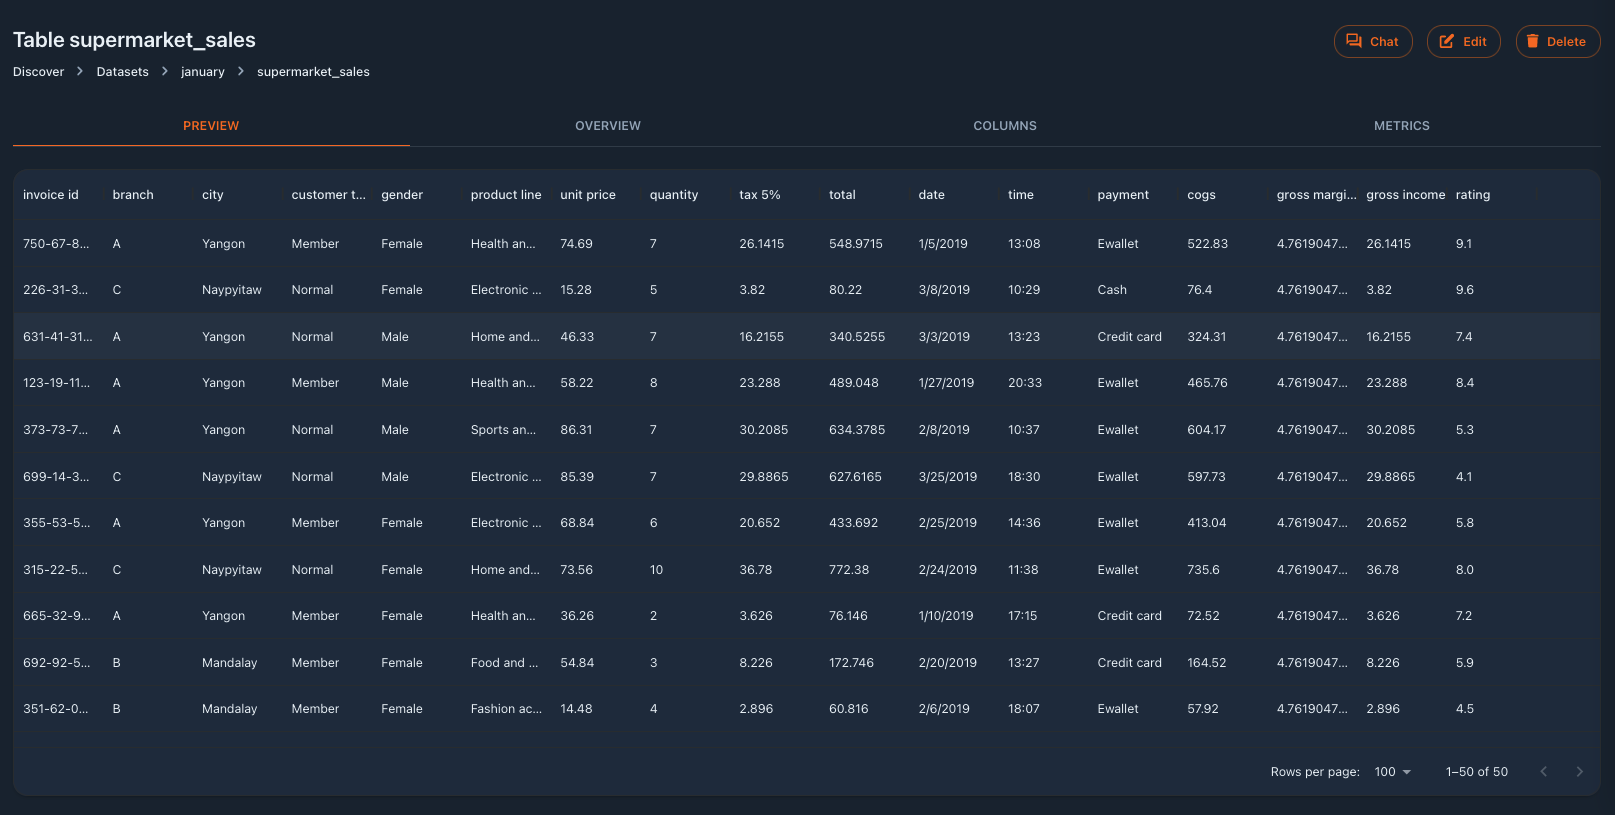 Table supermarket_sales
Chat Edit Delete
Discover > Datasets > january > supermarket_sales
PREVIEW OVERVIEW COLUMNS METRICS
invoice id branch city customer t... gender product line unit price quantity tax 5% total date time payment cogs gross margi... gross income rating
750-67-8... A Yangon Member Female Health an... 74.69 7 26.1415 548.9715 1/5/2019 13:08 Ewallet 522.83 4.7619047... 26.1415 9.1
226-31-3... C Naypyitaw Normal Female Electronic ... 15.28 5 3.82 80.22 3/8/2019 10:29 Cash 76.4 4.7619047... 3.82 9.6
631-41-31... A Yangon Normal Male Home and... 46.33 7 16.2155 340.5255 3/3/2019 13:23 Credit card 324.31 4.7619047... 16.2155 7.4
123-19-11... A Yangon Member Male Health an... 58.22 8 23.288 489.048 1/27/2019 20:33 Ewallet 465.76 4.7619047... 23.288 8.4
373-73-7... A Yangon Normal Male Sports an... 86.31 7 30.2085 634.3785 2/8/2019 10:37 Ewallet 604.17 4.7619047... 30.2085 5.3
699-14-3... C Naypyitaw Normal Male Electronic ... 85.39 7 29.8865 627.6165 3/25/2019 18:30 Ewallet 597.73 4.7619047... 29.8865 4.1
355-53-5... A Yangon Member Female Electronic ... 68.84 6 20.652 433.692 2/25/2019 14:36 Ewallet 413.04 4.7619047... 20.652 5.8
315-22-5... C Naypyitaw Normal Female Home and... 73.56 10 36.78 772.38 2/24/2019 11:38 Ewallet 735.6 4.7619047... 36.78 8.0
665-32-9... A Yangon Member Female Health an... 36.26 2 3.626 76.146 1/10/2019 17:15 Credit card 72.52 4.7619047... 3.626 7.2
692-92-5... B Mandalay Member Female Food and ... 54.84 3 8.226 172.746 2/20/2019 13:27 Credit card 164.52 4.7619047... 8.226 5.9
351-62-0... B Mandalay Member Female Fashion ac... 14.48 4 2.896 60.816 2/6/2019 18:07 Ewallet 57.92 4.7619047... 2.896 4.5
Rows per page: 100 1–50 of 50